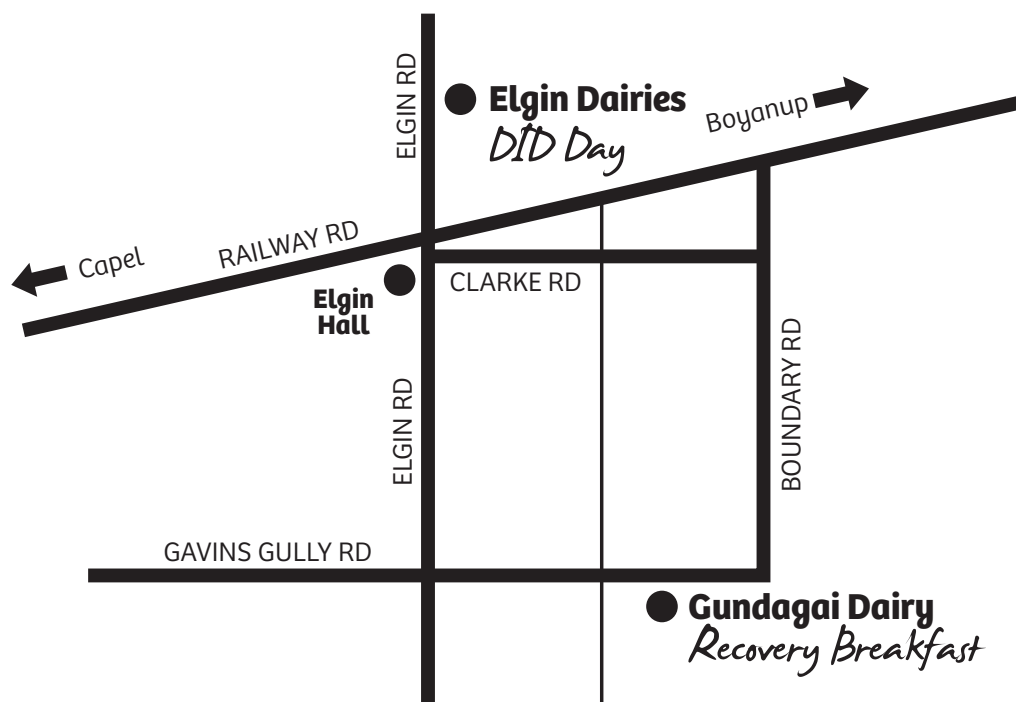 ELGIN RD
Elgin Dairies
DID Day
Boyanup
RAILWAY RD
Capel
Elgin
Hall
CLARKE RD
ELGIN RD
BOUNDARY RD
GAVINS GULLY RD
Gundagai Dairy
Recovery Breakfast